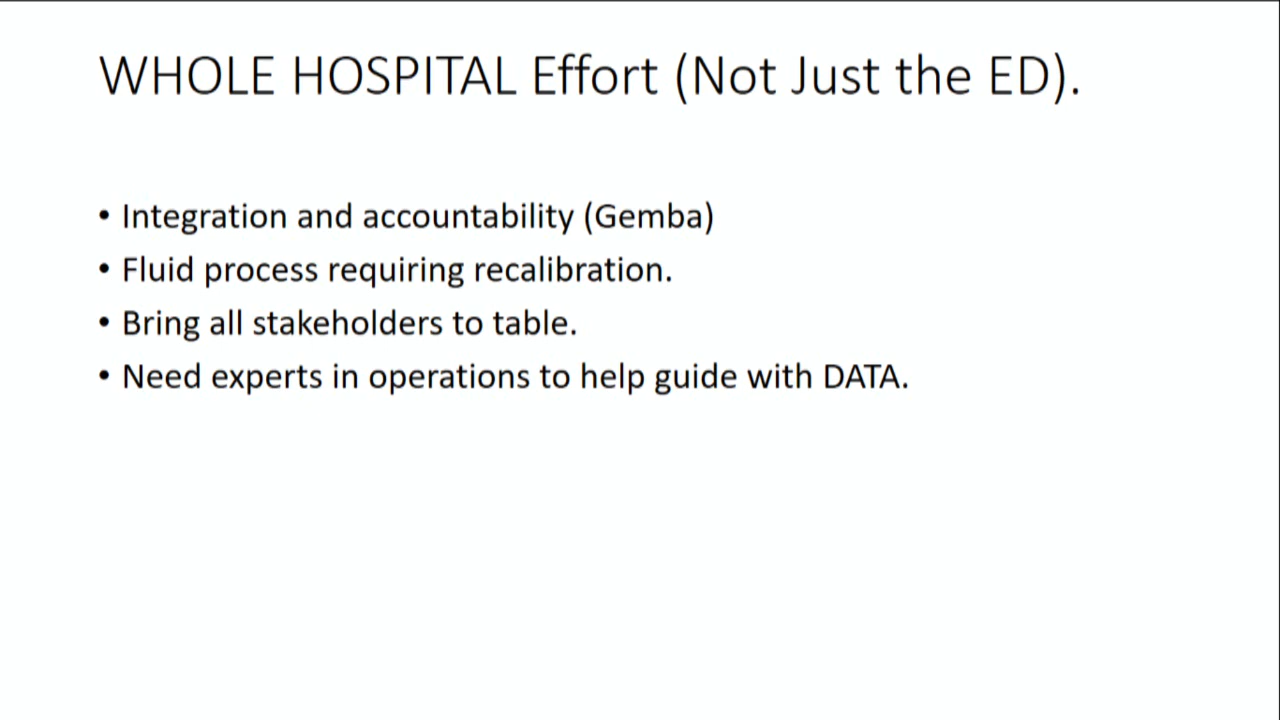 WHOLE HOSPITAL Effort (Not Just the ED).
• Integration and accountability (Gemba)
• Fluid process requiring recalibration.
• Bring all stakeholders to table.
• Need experts in operations to help guide with DATA.